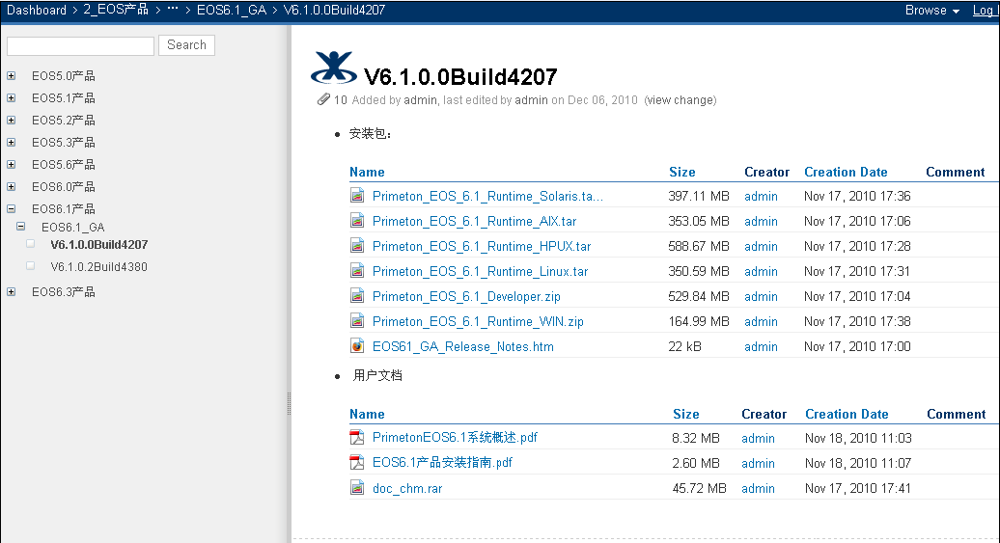 Dashboard > 2_EOS产品 > ... > EOS6.1_GA > V6.1.0.0Build4207 Browse Log
Search
EOS5.0产品
EOS5.1产品
EOS5.2产品
EOS5.3产品
EOS5.6产品
EOS6.0产品
EOS6.1产品
EOS6.1_GA
V6.1.0.0Build4207
V6.1.0.2Build4380
EOS6.3产品
V6.1.0.0Build4207
10 Added by admin, last edited by admin on Dec 06, 2010 (view change)
• 安装包:
Name Size Creator Creation Date Comment
Primeton_EOS_6.1_Runtime_Solaris.ta... 397.11 MB admin Nov 17, 2010 17:36
Primeton_EOS_6.1_Runtime_AIX.tar 353.05 MB admin Nov 17, 2010 17:06
Primeton_EOS_6.1_Runtime_HPUX.tar 588.67 MB admin Nov 17, 2010 17:28
Primeton_EOS_6.1_Runtime_Linux.tar 350.59 MB admin Nov 17, 2010 17:31
Primeton_EOS_6.1_Developer.zip 529.84 MB admin Nov 17, 2010 17:04
Primeton_EOS_6.1_Runtime_WIN.zip 164.99 MB admin Nov 17, 2010 17:38
EOS61_GA_Release_Notes.htm 22 kB admin Nov 17, 2010 17:00
• 用户文档
Name Size Creator Creation Date Comment
PrimetonEOS6.1系统概述.pdf 8.32 MB admin Nov 18, 2010 11:03
EOS6.1产品安装指南.pdf 2.60 MB admin Nov 18, 2010 11:07
doc_chm.rar 45.72 MB admin Nov 17, 2010 17:41